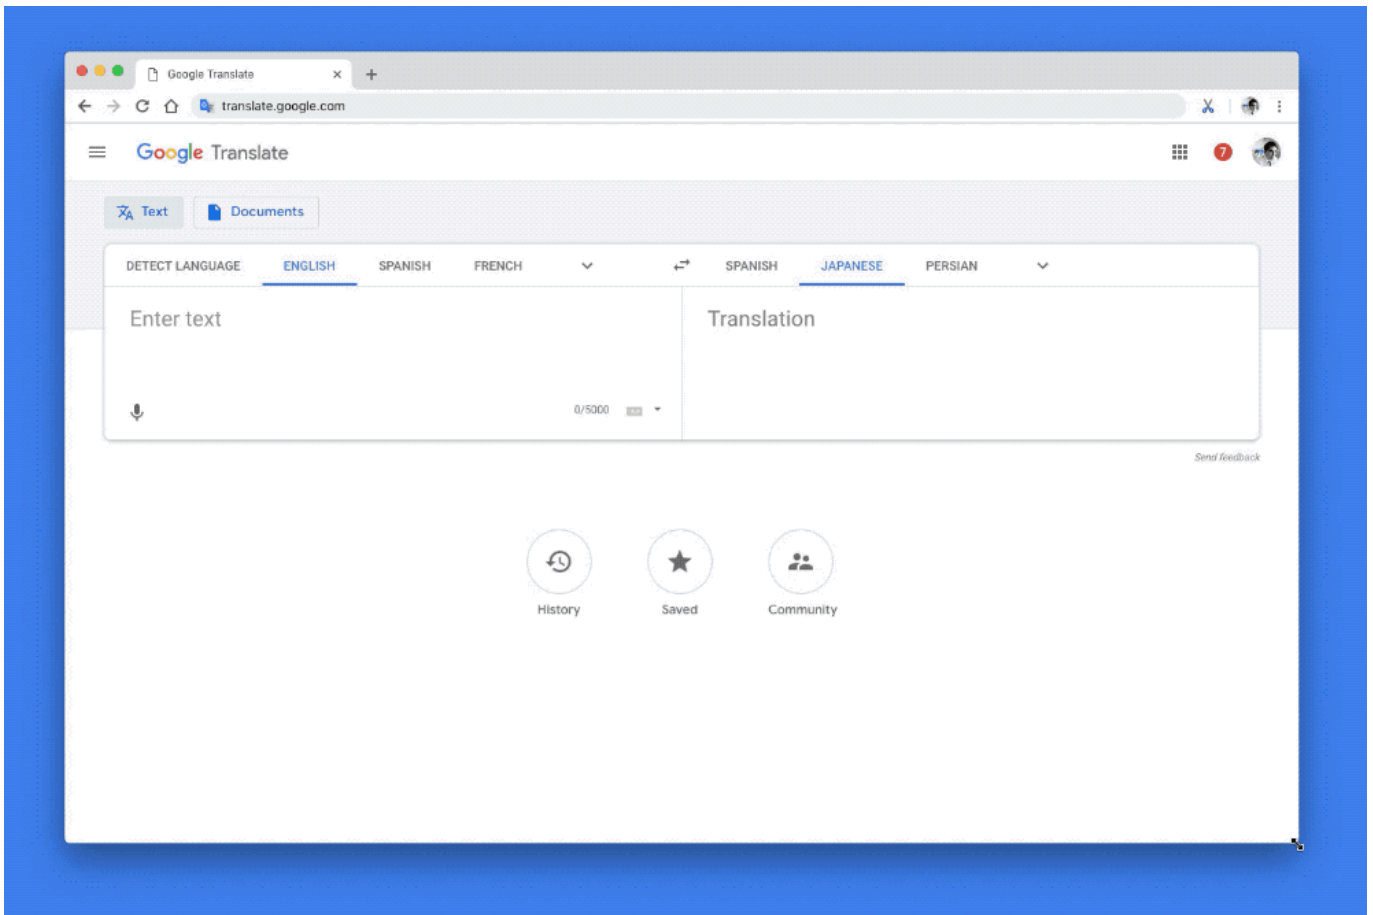 Google Translate
translate.google.com
Google Translate
7
Text Documents
DETECT LANGUAGE ENGLISH SPANISH FRENCH SPANISH JAPANESE PERSIAN
Enter text
Translation
0/5000
Send feedback
History Saved Community